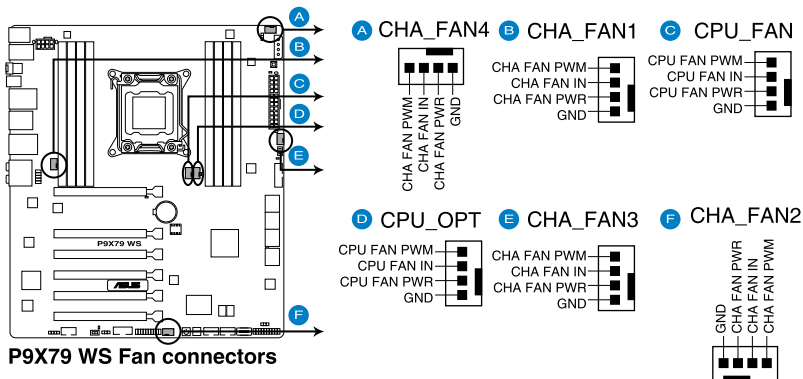 A
B
C
D
E
F
P9X79 WS
ASUS
P9X79 WS Fan connectors
A CHA_FAN4
CHA FAN PWM
CHA FAN IN
CHA FAN PWR
GND
B CHA_FAN1
CHA FAN PWM
CHA FAN IN
CHA FAN PWR
GND
C CPU_FAN
CPU FAN PWM
CPU FAN IN
CPU FAN PWR
GND
D CPU_OPT
CPU FAN PWM
CPU FAN IN
CPU FAN PWR
GND
E CHA_FAN3
CHA FAN PWM
CHA FAN IN
CHA FAN PWR
GND
F CHA_FAN2
GND
CHA FAN PWR
CHA FAN IN
CHA FAN PWM